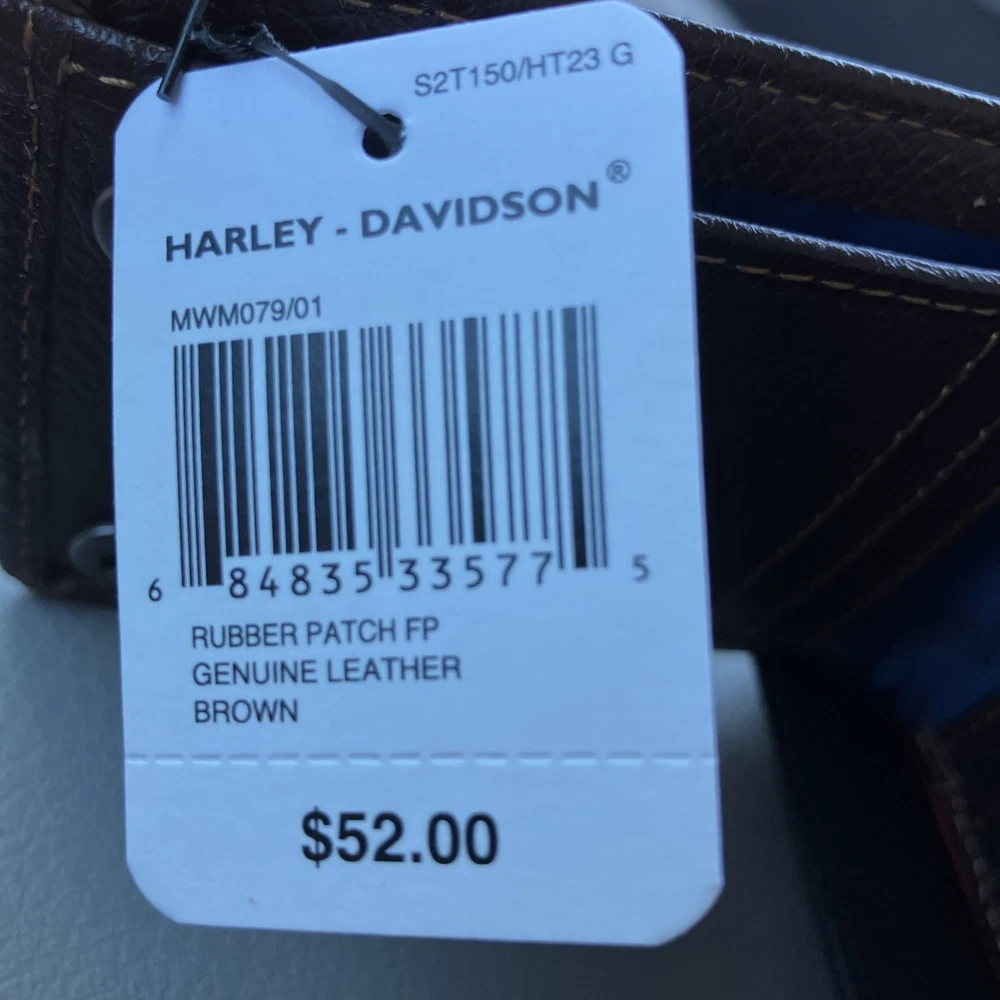 S2T150/HT23 G
HARLEY - DAVIDSON®
MWM079/01
6 84835 33577 5
RUBBER PATCH FP
GENUINE LEATHER
BROWN
$52.00